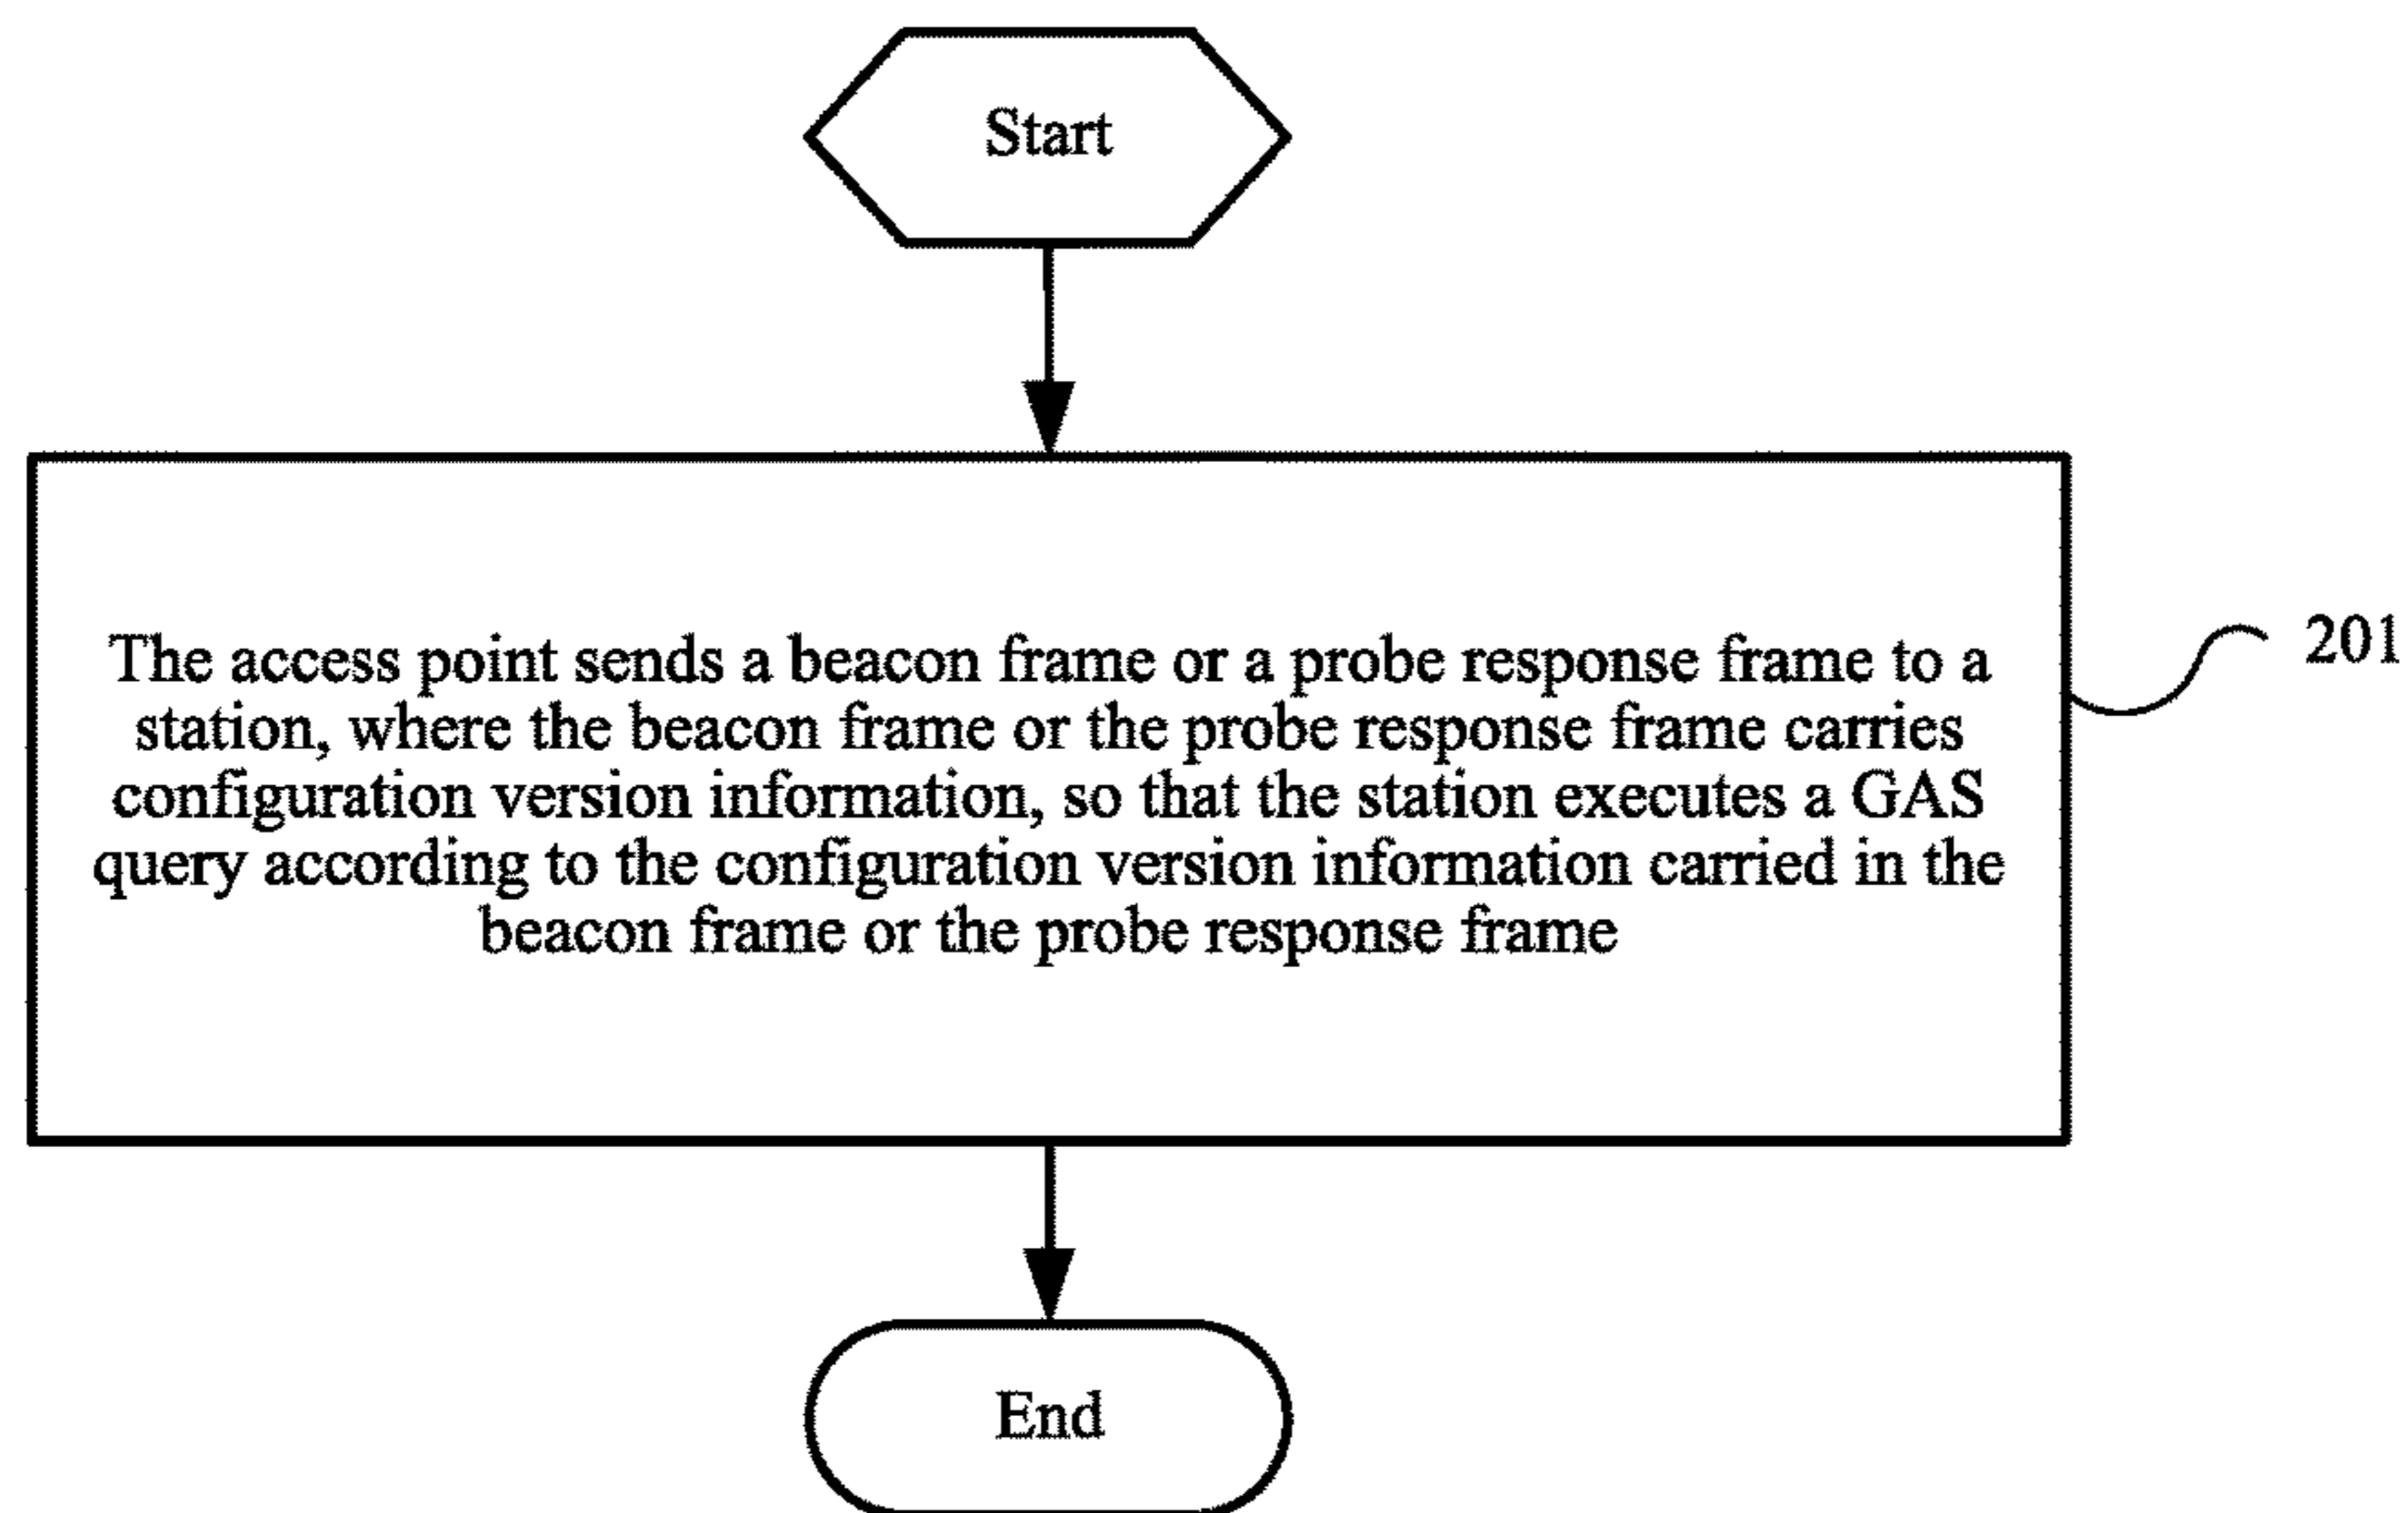 Start
The access point sends a beacon frame or a probe response frame to a
station, where the beacon frame or the probe response frame carries
configuration version information, so that the station executes a GAS
query according to the configuration version information carried in the
beacon frame or the probe response frame
201
End